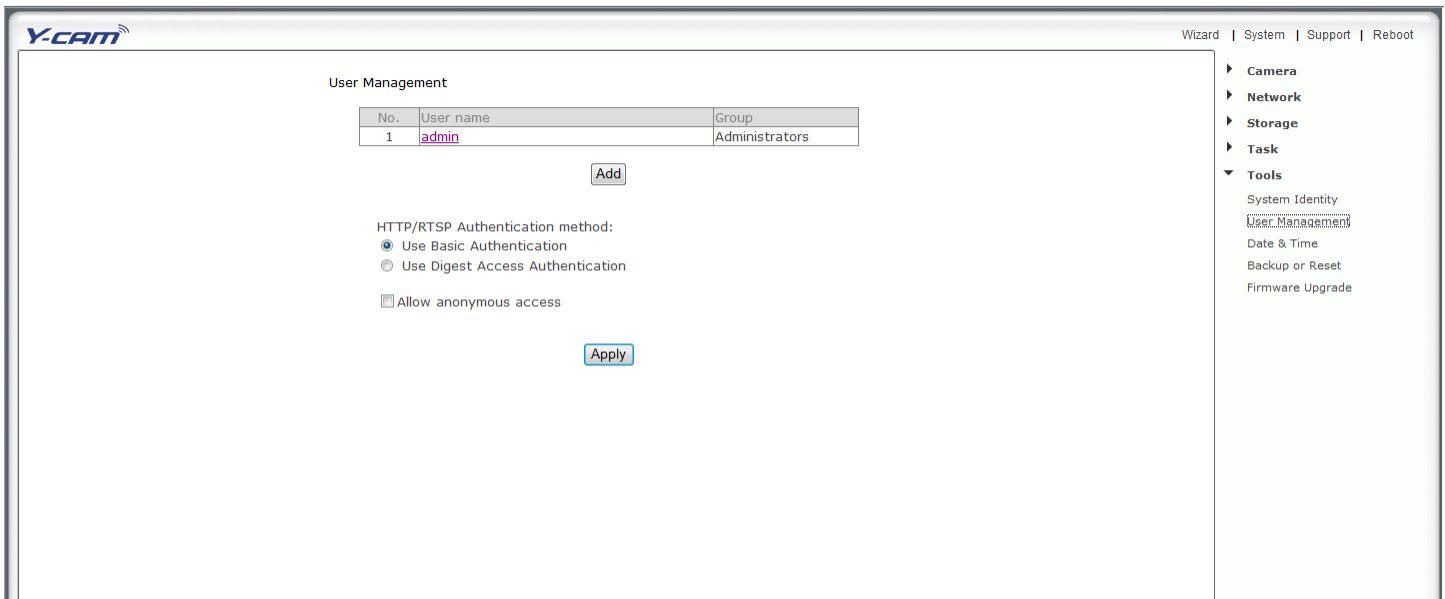 Y-cam
Wizard | System | Support | Reboot
User Management
No. User name Group
1 admin Administrators
Add
HTTP/RTSP Authentication method:
Use Basic Authentication
Use Digest Access Authentication
Allow anonymous access
Apply
Camera
Network
Storage
Task
Tools
System Identity
User Management
Date & Time
Backup or Reset
Firmware Upgrade